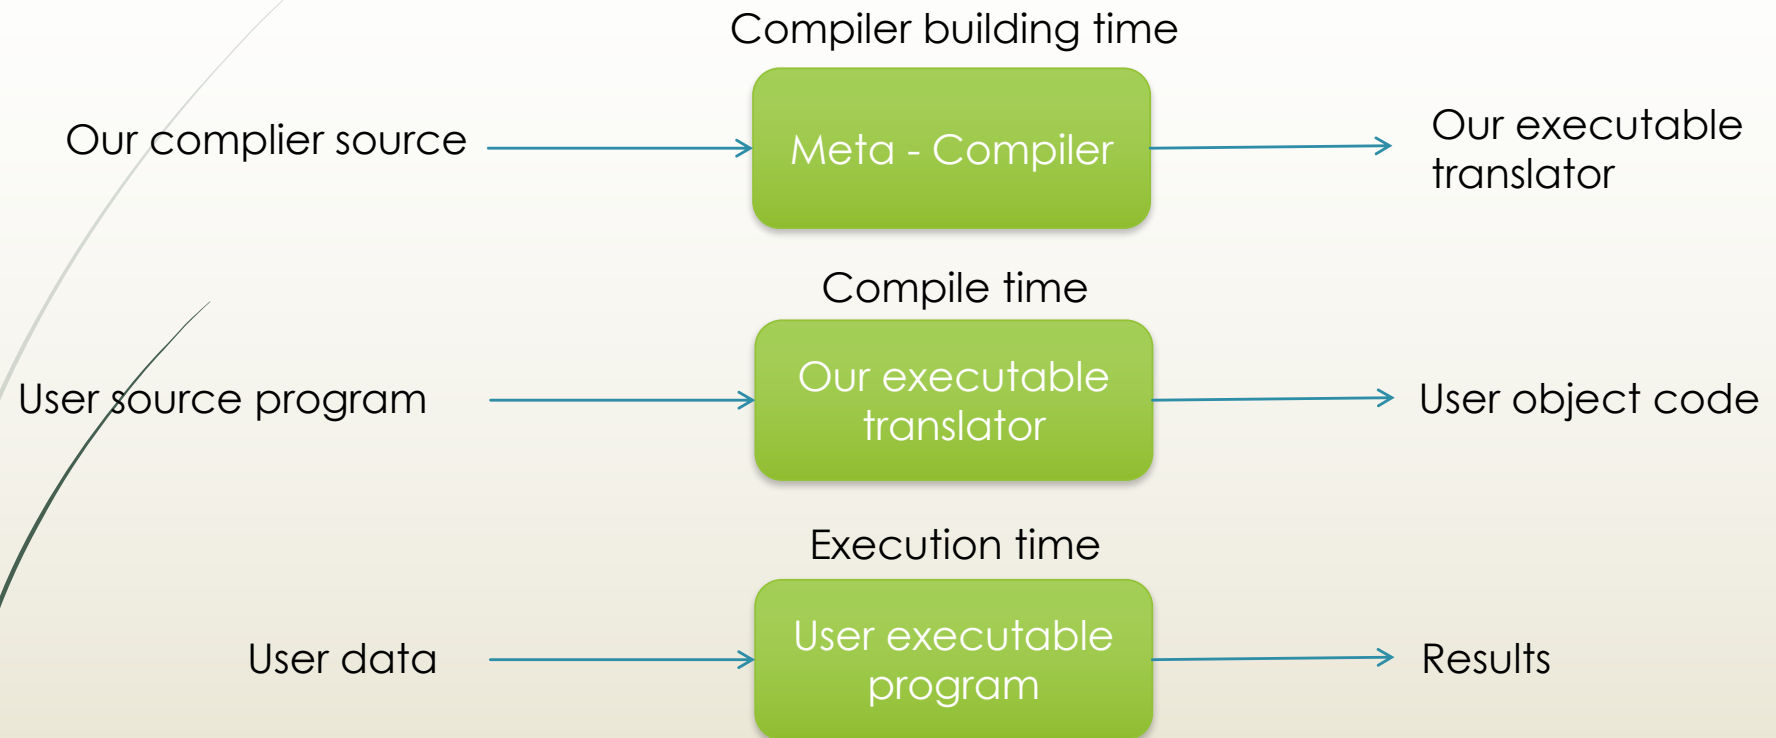 Compiler building time
Our complier source
Meta - Compiler
Our executable
translator
Compile time
User source program
Our executable
translator
User object code
Execution time
User data
User executable
program
Results